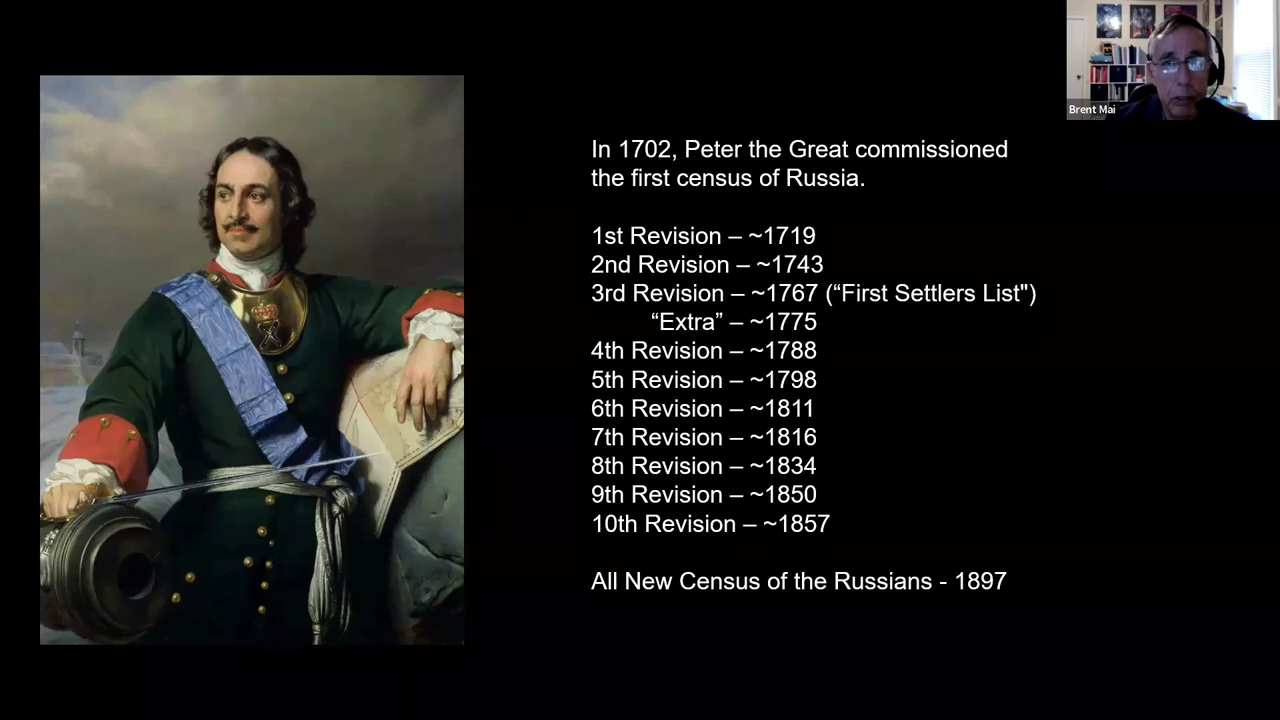 Brent Mai
In 1702, Peter the Great commissioned
the first census of Russia.
1st Revision – ~1719
2nd Revision – ~1743
3rd Revision – ~1767 (“First Settlers List")
“Extra” – ~1775
4th Revision – ~1788
5th Revision – ~1798
6th Revision – ~1811
7th Revision – ~1816
8th Revision – ~1834
9th Revision – ~1850
10th Revision – ~1857
All New Census of the Russians - 1897